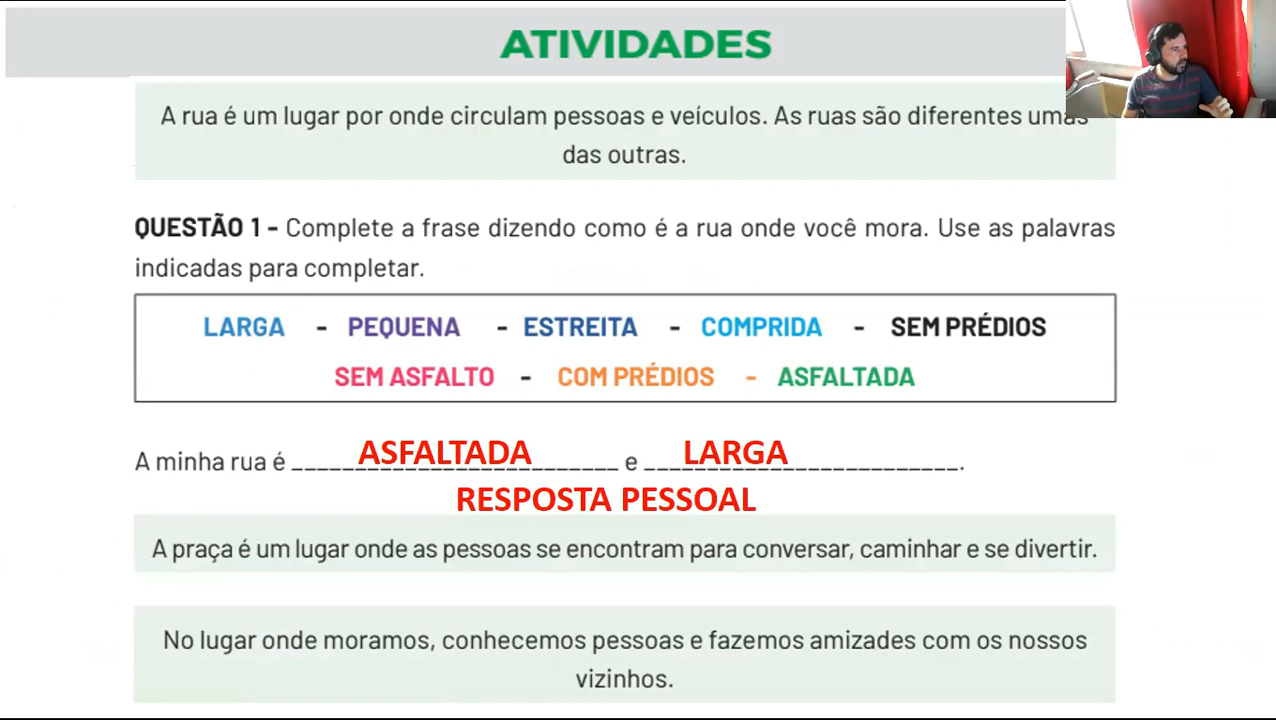 ATIVIDADES
A rua é um lugar por onde circulam pessoas e veículos. As ruas são diferentes umas
das outras.
QUESTÃO 1 - Complete a frase dizendo como é a rua onde você mora. Use as palavras
indicadas para completar.
LARGA - PEQUENA - ESTREITA - COMPRIDA - SEM PRÉDIOS
SEM ASFALTO - COM PRÉDIOS - ASFALTADA
A minha rua é ASFALTADA e LARGA.
RESPOSTA PESSOAL
A praça é um lugar onde as pessoas se encontram para conversar, caminhar e se divertir.
No lugar onde moramos, conhecemos pessoas e fazemos amizades com os nossos
vizinhos.